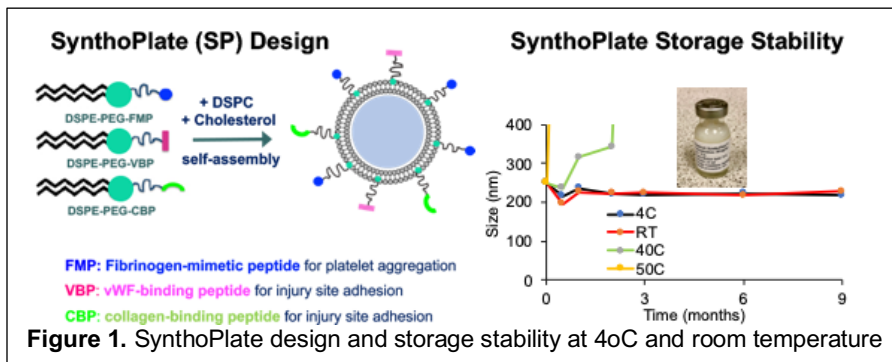 SynthoPlate (SP) Design
DSPE-PEG-FMP
DSPE-PEG-VBP
DSPE-PEG-CBP
+ DSPC
+ Cholesterol
self-assembly
FMP: Fibrinogen-mimetic peptide for platelet aggregation
VBP: vWF-binding peptide for injury site adhesion
CBP: collagen-binding peptide for injury site adhesion
SynthoPlate Storage Stability
Size (nm)
400
300
200
100
0
4C
RT
40C
50C
0 3 6 9
Time (months)
Figure 1. SynthoPlate design and storage stability at 4oC and room temperature